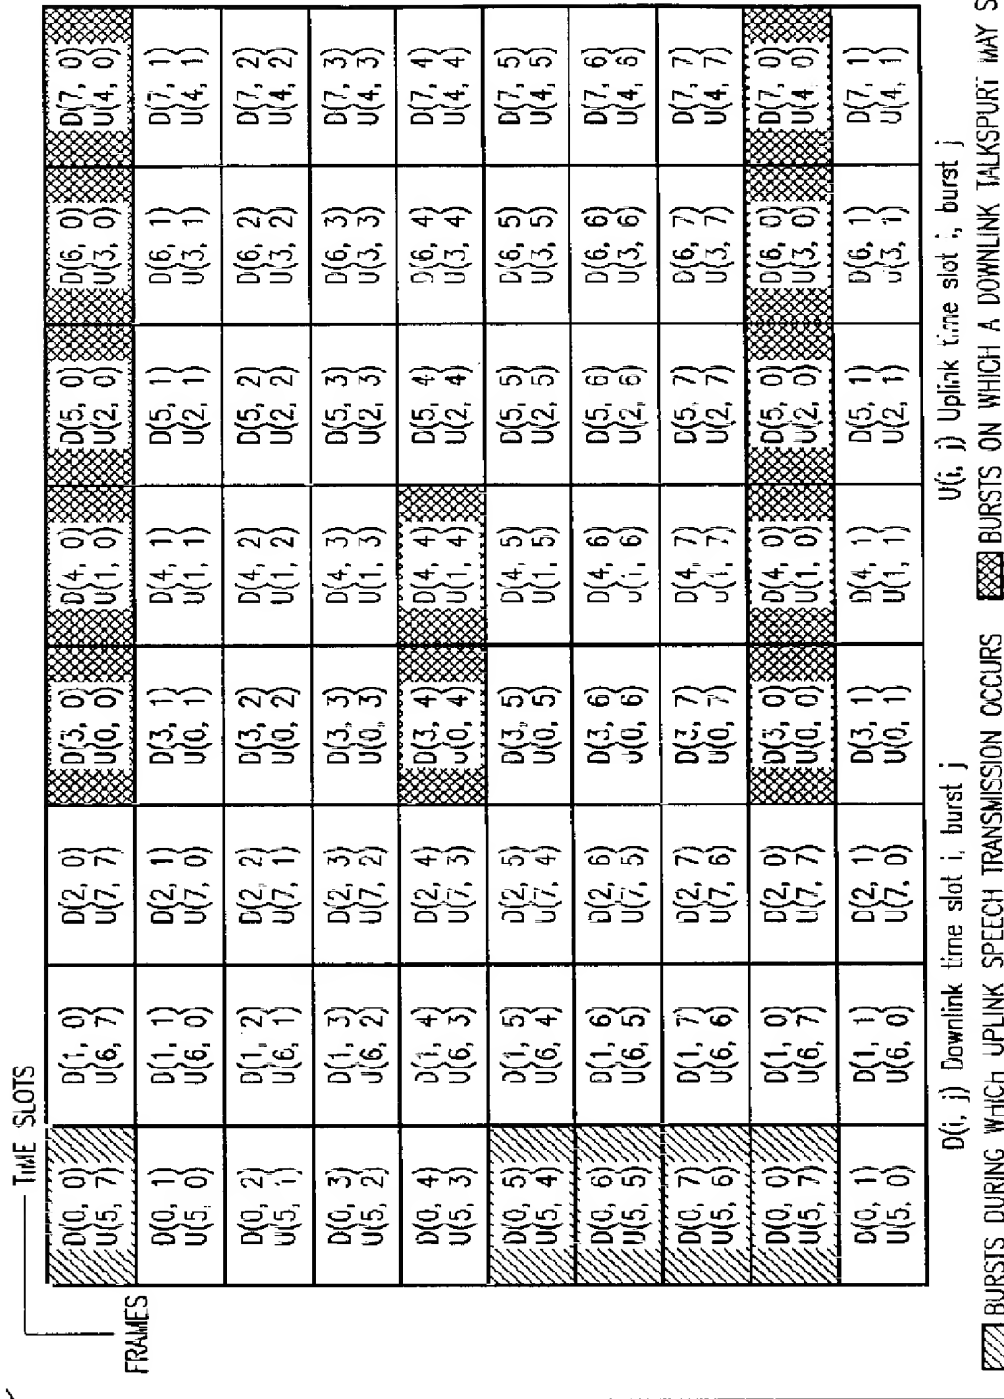 TIME SLOTS
FRAMES
D(0, 0) D(1, 0) D(2, 0) D(3, 0) D(4, 0) D(5, 0) D(6, 0) D(7, 0)
U(5, 7) U(6, 7) U(7, 7) U(0, 0) U(1, 0) U(2, 0) U(3, 0) U(4, 0)
D(0, 1) D(1, 1) D(2, 1) D(3, 1) D(4, 1) D(5, 1) D(6, 1) D(7, 1)
U(5, 0) U(6, 0) U(7, 0) U(0, 1) U(1, 1) U(2, 1) U(3, 1) U(4, 1)
D(0, 2) D(1, 2) D(2, 2) D(3, 2) D(4, 2) D(5, 2) D(6, 2) D(7, 2)
U(5, 1) U(6, 1) U(7, 1) U(0, 2) U(1, 2) U(2, 2) U(3, 2) U(4, 2)
D(0, 3) D(1, 3) D(2, 3) D(3, 3) D(4, 3) D(5, 3) D(6, 3) D(7, 3)
U(5, 2) U(6, 2) U(7, 2) U(0, 3) U(1, 3) U(2, 3) U(3, 3) U(4, 3)
D(0, 4) D(1, 4) D(2, 4) D(3, 4) D(4, 4) D(5, 4) D(6, 4) D(7, 4)
U(5, 3) U(6, 3) U(7, 3) U(0, 4) U(1, 4) U(2, 4) U(3, 4) U(4, 4)
D(0, 5) D(1, 5) D(2, 5) D(3, 5) D(4, 5) D(5, 5) D(6, 5) D(7, 5)
U(5, 4) U(6, 4) U(7, 4) U(0, 5) U(1, 5) U(2, 5) U(3, 5) U(4, 5)
D(0, 6) D(1, 6) D(2, 6) D(3, 6) D(4, 6) D(5, 6) D(6, 6) D(7, 6)
U(5, 5) U(6, 5) U(7, 5) U(0, 6) U(1, 6) U(2, 6) U(3, 6) U(4, 6)
D(0, 7) D(1, 7) D(2, 7) D(3, 7) D(4, 7) D(5, 7) D(6, 7) D(7, 7)
U(5, 6) U(6, 6) U(7, 6) U(0, 7) U(1, 7) U(2, 7) U(3, 7) U(4, 7)
D(0, 0) D(1, 0) D(2, 0) D(3, 0) D(4, 0) D(5, 0) D(6, 0) D(7, 0)
U(5, 7) U(6, 7) U(7, 7) U(0, 0) U(1, 0) U(2, 0) U(3, 0) U(4, 0)
D(0, 1) D(1, 1) D(2, 1) D(3, 1) D(4, 1) D(5, 1) D(6, 1) D(7, 1)
U(5, 0) U(6, 0) U(7, 0) U(0, 1) U(1, 1) U(2, 1) U(3, 1) U(4, 1)
D(i, j) Downlink time slot i, burst j U(i, j) Uplink time slot i, burst j
BURSTS DURING WHICH UPLINK SPEECH TRANSMISSION OCCURS BURSTS ON WHICH A DOWNLINK TALKSPURT MAY S